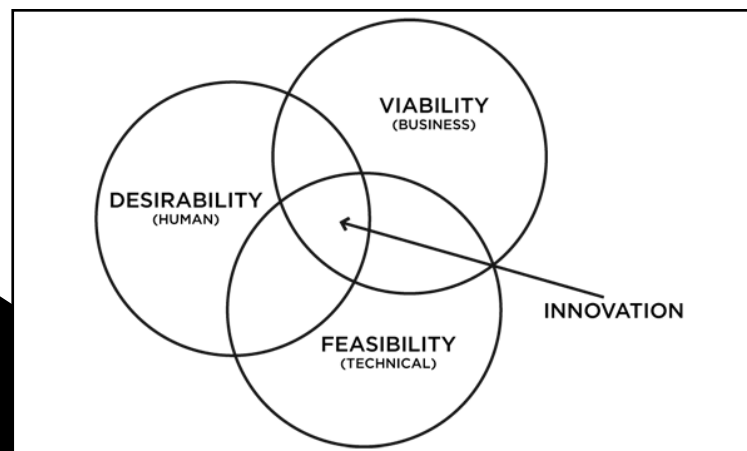 VIABILITY
(BUSINESS)
DESIRABILITY
(HUMAN)
INNOVATION
FEASIBILITY
(TECHNICAL)